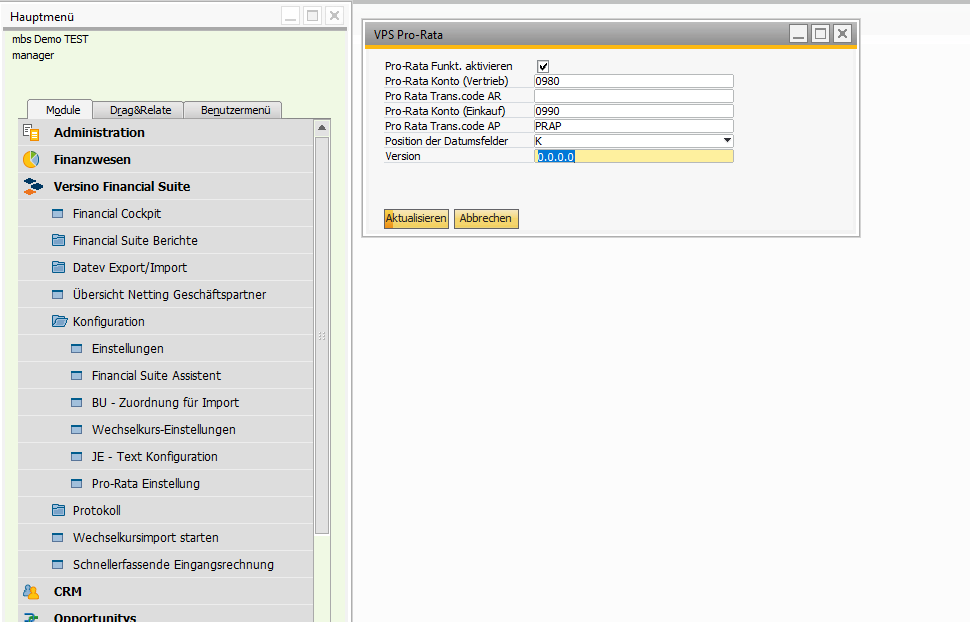 Hauptmenü
mbs Demo TEST
manager
Module Drag&Relate Benutzermenü
Administration
Finanzwesen
Versino Financial Suite
Financial Cockpit
Financial Suite Berichte
Datev Export/Import
Übersicht Netting Geschäftspartner
Konfiguration
Einstellungen
Financial Suite Assistent
BU - Zuordnung für Import
Wechselkurs-Einstellungen
JE - Text Konfiguration
Pro-Rata Einstellung
Protokoll
Wechselkursimport starten
Schnellerfassende Eingangsrechnung
CRM
Opportunitys
VPS Pro-Rata
Pro-Rata Funkt. aktivieren
Pro-Rata Konto (Vertrieb) 0980
Pro Rata Trans.code AR
Pro-Rata Konto (Einkauf) 0990
Pro Rata Trans.code AP PRAP
Position der Datumsfelder K
Version 0.0.0.0
Aktualisieren Abbrechen